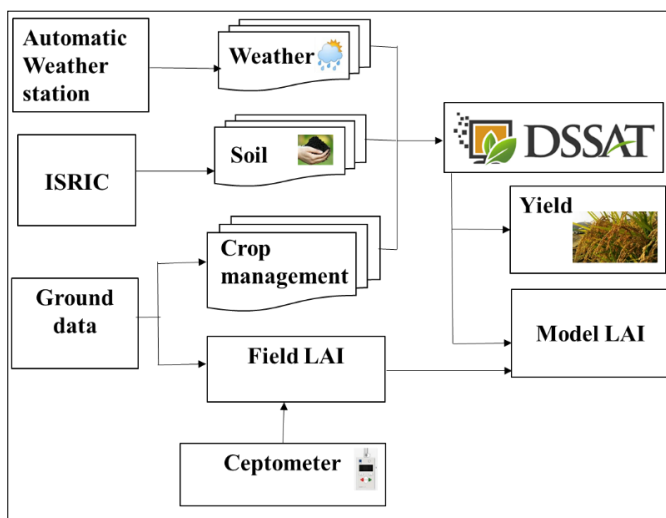 Automatic
Weather
station
Weather
ISRIC
Soil
DSSAT
Yield
Crop
management
Ground
data
Field LAI
Model LAI
Ceptometer